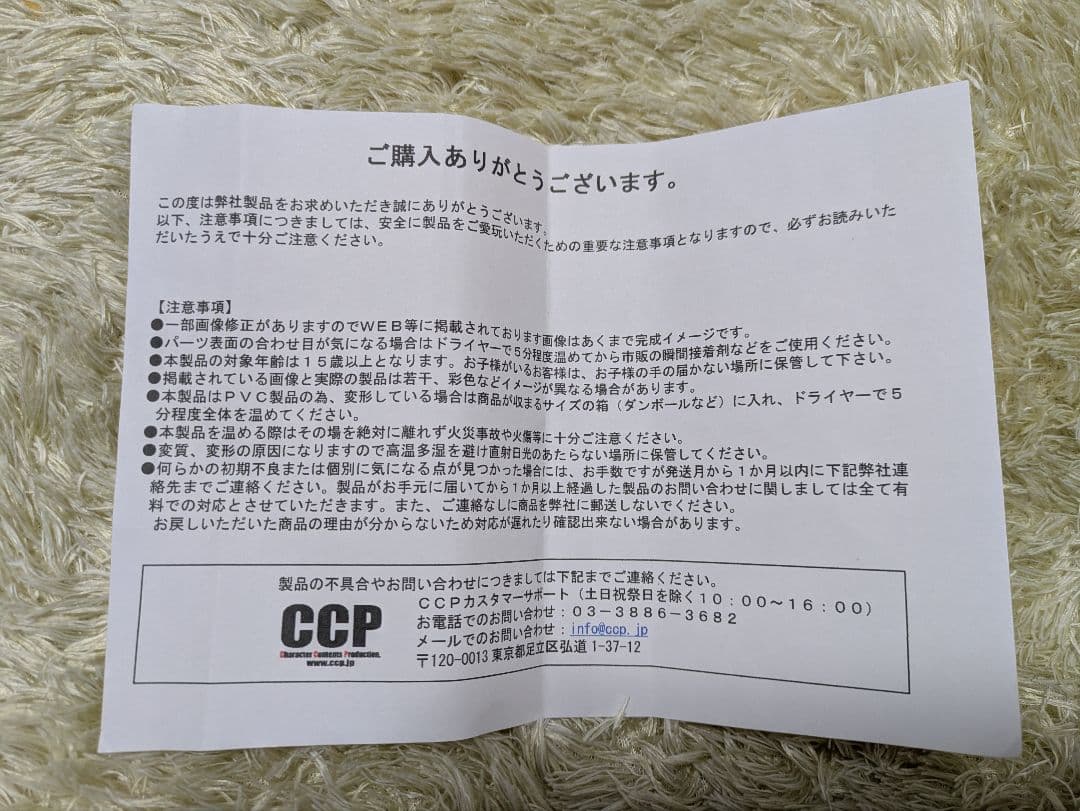 ご購入ありがとうございます。
この度は弊社製品をお求めいただき誠にありがとうございます。
以下、注意事項につきましては、安全に製品をご愛玩いただくための重要な注意事項となりますので、必ずお読みいた
だいたうえで十分ご注意ください。
【注意事項】
●一部画像修正がありますのでＷＥＢ等に掲載されております画像はあくまで完成イメージです。
●パーツ表面の合わせ目が気になる場合はドライヤーで５分程度温めてから市販の瞬間接着剤などをご使用ください。
●本製品の対象年齢は１５歳以上となります。お子様がいるお客様は、お子様の手の届かない場所に保管して下さい。
●掲載されている画像と実際の製品は若干、彩色などイメージが異なる場合があります。
●本製品はＰＶＣ製品の為、変形している場合は商品が収まるサイズの箱（ダンボールなど）に入れ、ドライヤーで５
分程度全体を温めてください。
●本製品を温める際はその場を絶対に離れず火災事故や火傷等に十分ご注意ください。
●変質、変形の原因になりますので高温多湿を避け直射日光のあたらない場所に保管してください。
●何らかの初期不良または個別に気になる点が見つかった場合には、お手数ですが発送月から１か月以内に下記弊社連
絡先までご連絡ください。製品がお手元に届いてから１か月以上経過した製品のお問い合わせに関しましては全て有
料での対応とさせていただきます。また、ご連絡なしに商品を弊社に郵送しないでください。
お戻しいただいた商品の理由が分からないため対応が遅れたり確認出来ない場合があります。
製品の不具合やお問い合わせにつきましては下記までご連絡ください。
ＣＣＰカスタマーサポート（土日祝祭日を除く１０：００～１６：００）
お電話でのお問い合わせ：０３－３８８６－３６８２
メールでのお問い合わせ：info@ccp.jp
〒120-0013 東京都足立区弘道 1-37-12
CCP
Character Contents Production.
www.ccp.jp